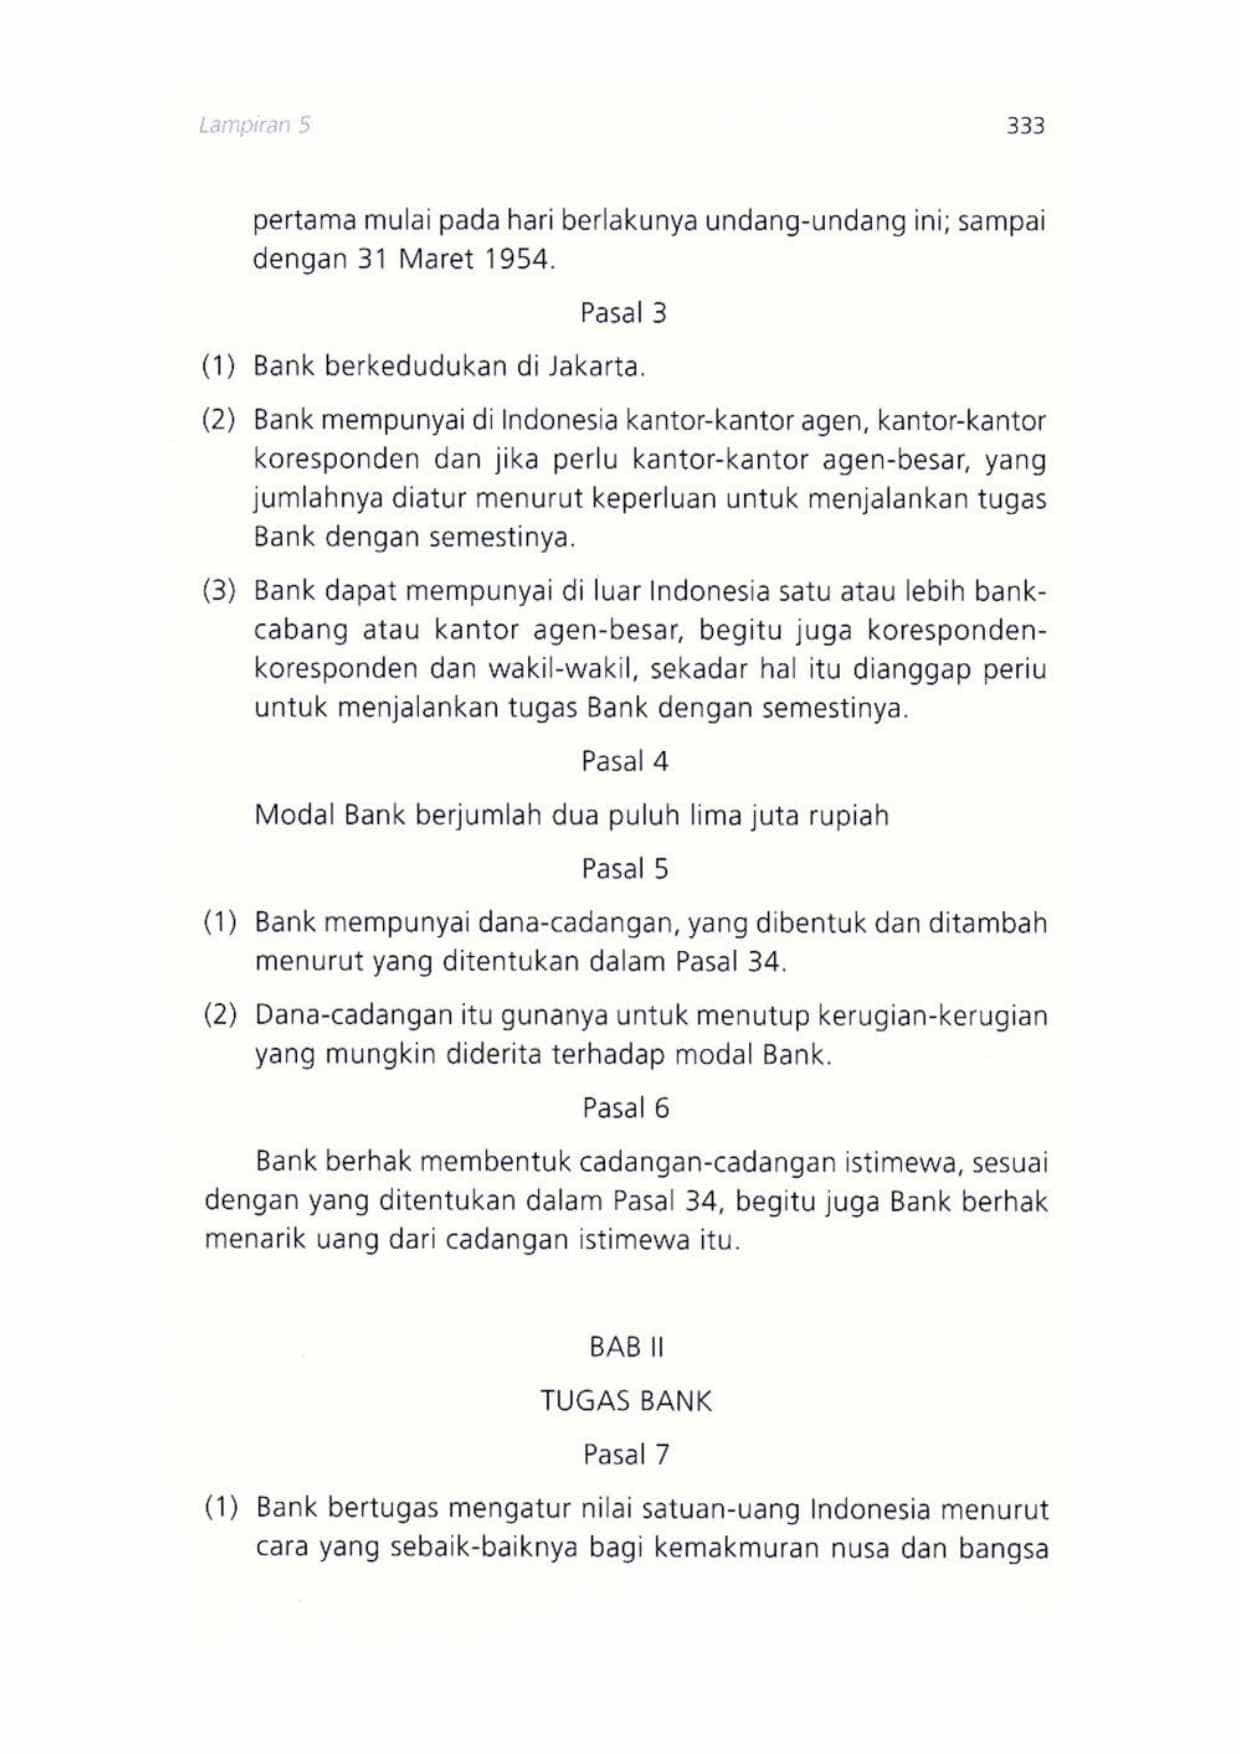 Lampiran 5
333
pertama mulai pada hari berlakunya undang-undang ini; sampai
dengan 31 Maret 1954.
Pasal 3
(1) Bank berkedudukan di Jakarta.
(2) Bank mempunyai di Indonesia kantor-kantor agen, kantor-kantor
koresponden dan jika perlu kantor-kantor agen-besar, yang
jumlahnya diatur menurut keperluan untuk menjalankan tugas
Bank dengan semestinya.
(3) Bank dapat mempunyai di luar Indonesia satu atau lebih bank-
cabang atau kantor agen-besar, begitu juga koresponden-
koresponden dan wakil-wakil, sekadar hal itu dianggap periu
untuk menjalankan tugas Bank dengan semestinya.
Pasal 4
Modal Bank berjumlah dua puluh lima juta rupiah
Pasal 5
(1) Bank mempunyai dana-cadangan, yang dibentuk dan ditambah
menurut yang ditentukan dalam Pasal 34.
(2) Dana-cadangan itu gunanya untuk menutup kerugian-kerugian
yang mungkin diderita terhadap modal Bank.
Pasal 6
Bank berhak membentuk cadangan-cadangan istimewa, sesuai
dengan yang ditentukan dalam Pasal 34, begitu juga Bank berhak
menarik uang dari cadangan istimewa itu.
BAB II
TUGAS BANK
Pasal 7
(1) Bank bertugas mengatur nilai satuan-uang Indonesia menurut
cara yang sebaik-baiknya bagi kemakmuran nusa dan bangsa